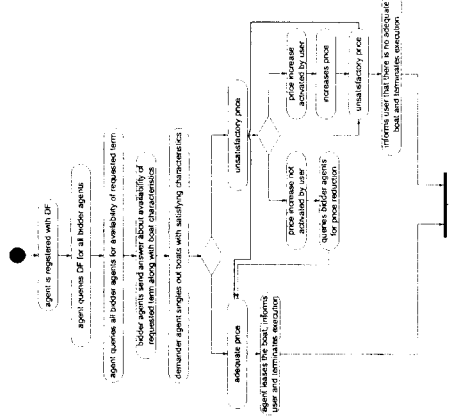 agent is registered with DF
agent queries DF for all bidder agents
agent queries all bidder agents for availability of requested term
bidder agents send answer about availability of
requested term along with boat characteristics
demander agent singles out boats with satisfying characteristics
adequate price
unsatisfactory price
price increase not
activated by user
price increase
activated by user
queries bidder agents
for price reduction
increases price
unsatisfactory price
agent leases the boat, informs
user and terminates execution
informs user that there is no adequate
boat and terminates execution